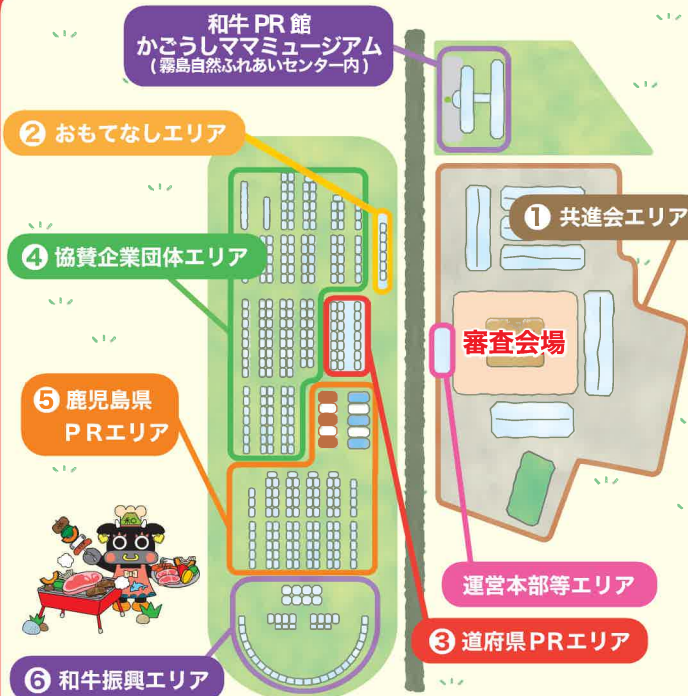 和牛PR館
かごうしママミュージアム
(霧島自然ふれあいセンター内)
❷ おもてなしエリア
❶ 共進会エリア
❹ 協賛企業団体エリア
審査会場
❺ 鹿児島県
PRエリア
運営本部等エリア
❸ 道府県PRエリア
❻ 和牛振興エリア